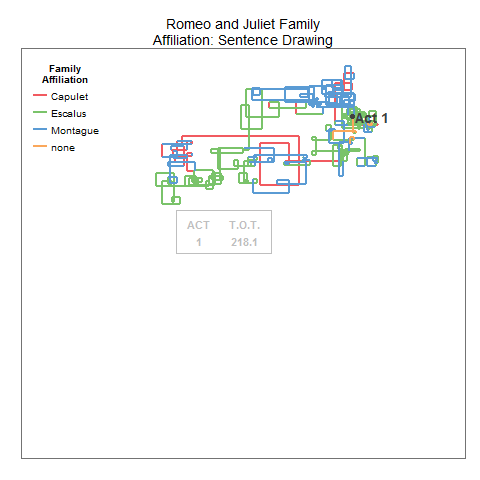 Romeo and Juliet Family
Affiliation: Sentence Drawing
Family
Affiliation
Capulet
Escalus
Montague
none
Act 1
ACT T.O.T.
1 218.1